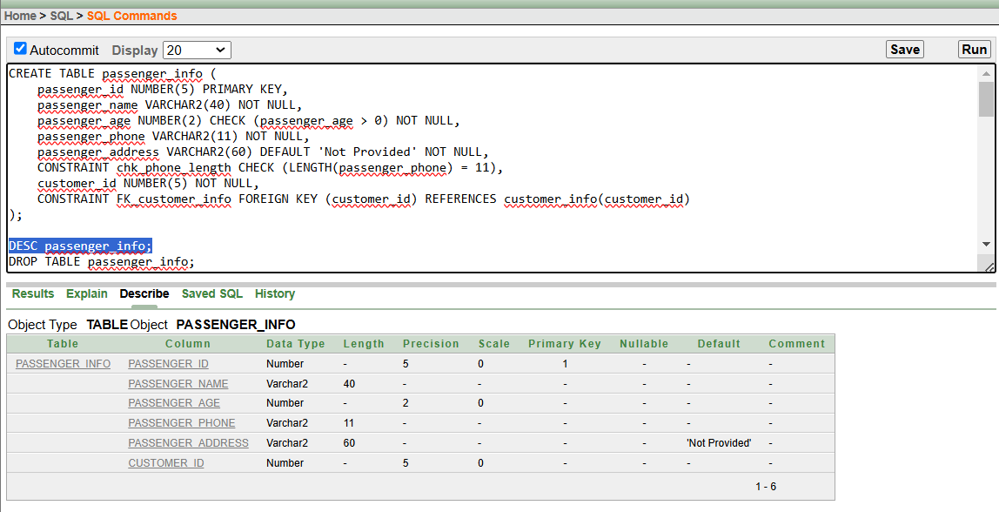 Home > SQL > SQL Commands
Autocommit Display 20 Save Run
CREATE TABLE passenger_info (
    passenger_id NUMBER(5) PRIMARY KEY,
    passenger_name VARCHAR2(40) NOT NULL,
    passenger_age NUMBER(2) CHECK (passenger_age > 0) NOT NULL,
    passenger_phone VARCHAR2(11) NOT NULL,
    passenger_address VARCHAR2(60) DEFAULT 'Not Provided' NOT NULL,
    CONSTRAINT chk_phone_length CHECK (LENGTH(passenger_phone) = 11),
    customer_id NUMBER(5) NOT NULL,
    CONSTRAINT FK_customer_info FOREIGN KEY (customer_id) REFERENCES customer_info(customer_id)
);
DESC passenger_info;
DROP TABLE passenger_info;
Results Explain Describe Saved SQL History
Object Type TABLE Object PASSENGER_INFO
Table Column Data Type Length Precision Scale Primary Key Nullable Default Comment
PASSENGER_INFO PASSENGER_ID Number - 5 0 1 - - -
PASSENGER_NAME Varchar2 40 - - - - - -
PASSENGER_AGE Number - 2 0 - - - -
PASSENGER_PHONE Varchar2 11 - - - - - -
PASSENGER_ADDRESS Varchar2 60 - - - - 'Not Provided' -
CUSTOMER_ID Number - 5 0 - - - -
1 - 6